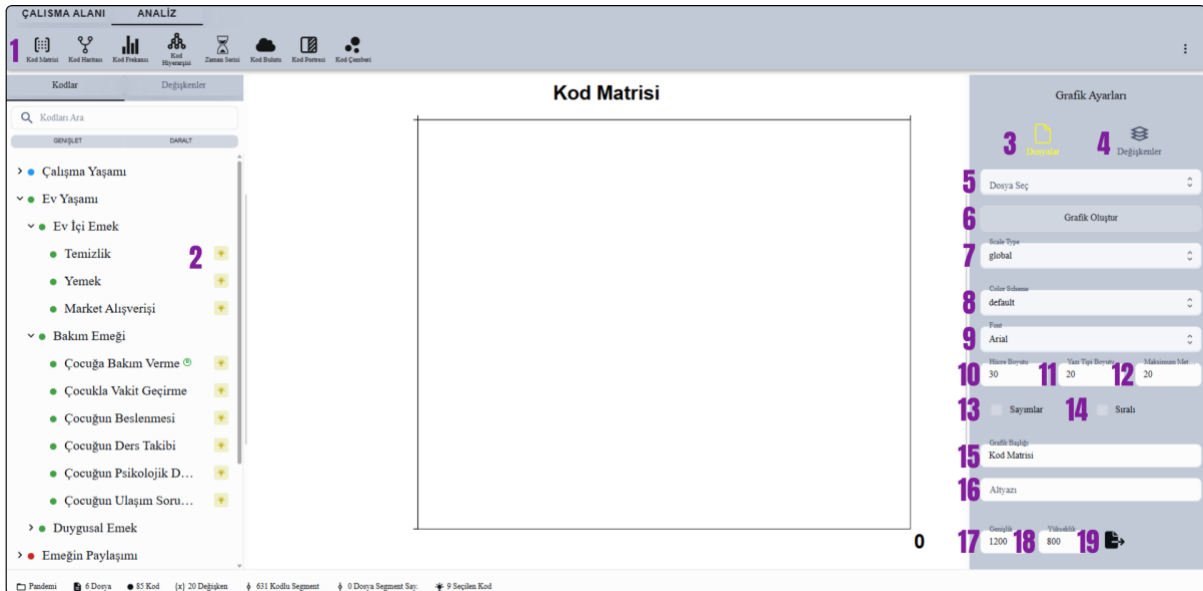 ÇALISMA ALANI ANALİZ
1 Kod Matrisi Kod Haritası Kod Frekansı Kod Hiyerarşisi Zaman Serisi Kod Bulutu Kod Portresi Kod Çemberi
Kodlar Değişkenler
Kodları Ara
GENİŞLET DARALT
Çalışma Yaşamı
Ev Yaşamı
Ev İçi Emek
Temizlik 2
Yemek
Market Alışverişi
Bakım Emeği
Çocuğa Bakım Verme
Çocukla Vakit Geçirme
Çocuğun Beslenmesi
Çocuğun Ders Takibi
Çocuğun Psikolojik D...
Çocuğun Ulaşım Soru...
Duygusal Emek
Emeğin Paylaşımı
Kod Matrisi
0
Grafik Ayarları
3 Dosyalar 4 Değişkenler
5 Dosya Seç
6 Grafik Oluştur
Scale Type
7 global
Color Scheme
8 default
Font
9 Arial
Hücre Boyutu Yazı Tipi Boyutu Maksimum Met
10 30 11 20 12 20
13 Sayımlar 14 Sıralı
Grafik Başlığı
15 Kod Matrisi
16 Altyazı
Genişlik Yükseklik
17 1200 18 800 19
Pandemi 6 Dosya 85 Kod (x) 20 Değişken 631 Kodlu Segment 0 Dosya Segment Say. 9 Seçilen Kod